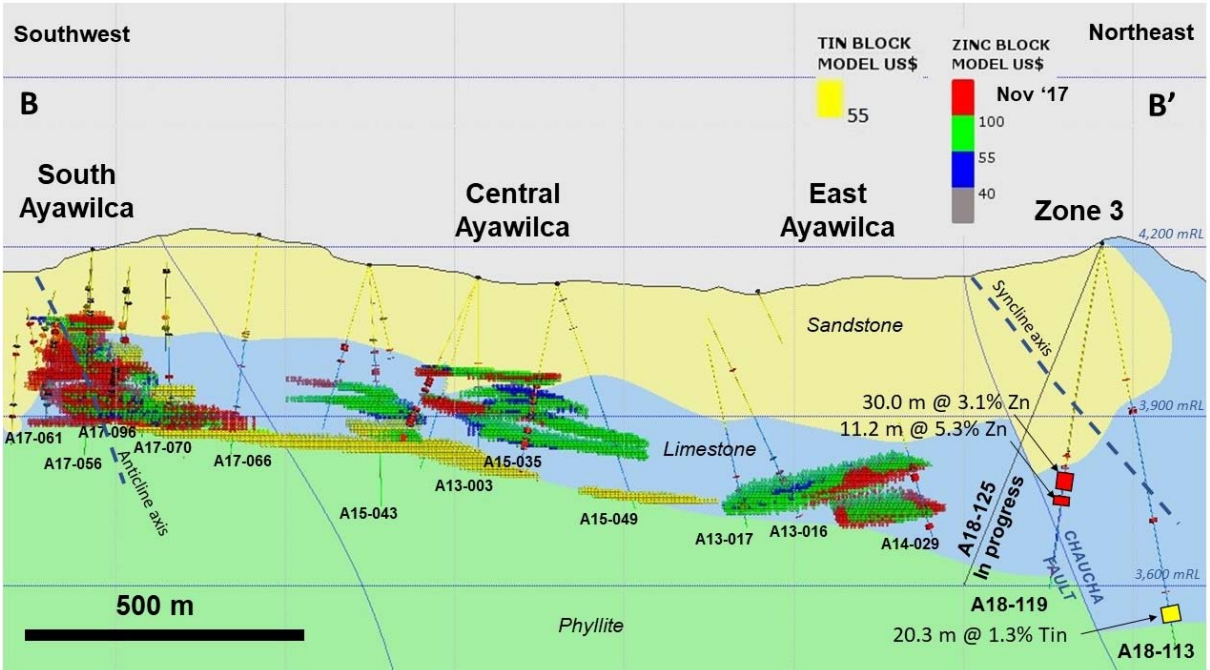 Southwest
Northeast
TIN BLOCK
MODEL US$
55
ZINC BLOCK
MODEL US$
Nov ‘17
100
55
40
B
B’
South
Ayawilca
Central
Ayawilca
East
Ayawilca
Zone 3
4,200 mRL
Syncline axis
Sandstone
30.0 m @ 3.1% Zn
3,900 mRL
11.2 m @ 5.3% Zn
A17-061
A17-096
A17-056
A17-070
A17-066
Anticline axis
A15-035
Limestone
A13-003
A15-043
A15-049
A13-017
A13-016
A14-029
A18-125
In progress
CHAUCHA
FAULT
3,600 mRL
500 m
A18-119
Phyllite
20.3 m @ 1.3% Tin
A18-113